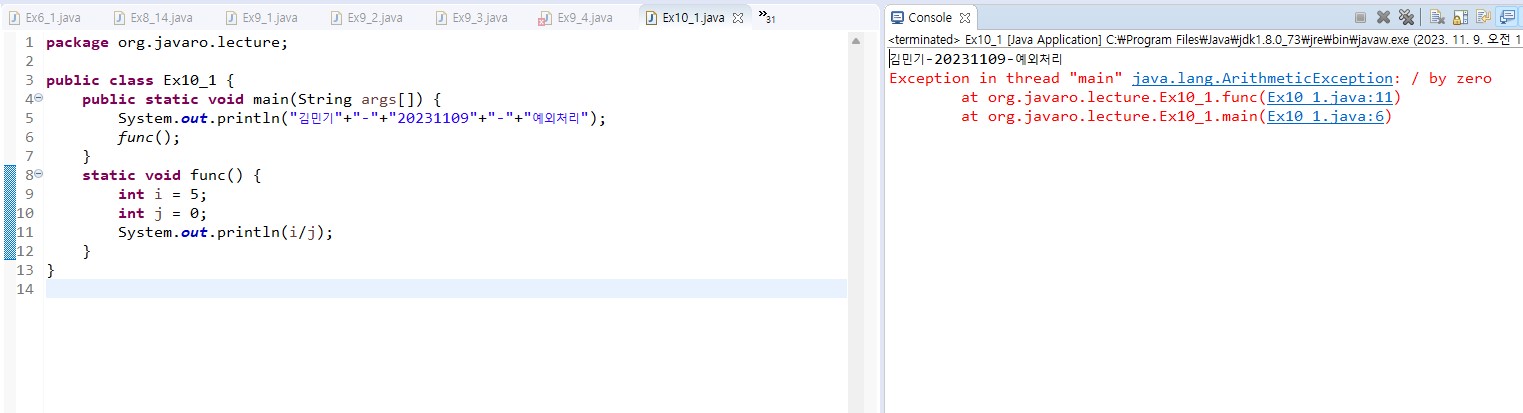 Ex6_1.java Ex8_14.java Ex9_1.java Ex9_2.java Ex9_3.java Ex9_4.java Ex10_1.java »31
1 package org.javaro.lecture;
2
3 public class Ex10_1 {
4 public static void main(String args[]) {
5 System.out.println("김민기"+"-"+"20231109"+"-"+"예외처리");
6 func();
7 }
8 static void func() {
9 int i = 5;
10 int j = 0;
11 System.out.println(i/j);
12 }
13 }
14
Console
<terminated> Ex10_1 [Java Application] C:₩Program Files₩Java₩jdk1.8.0_73₩jre₩bin₩javaw.exe (2023. 11. 9. 오전 1
김민기-20231109-예외처리
Exception in thread "main" java.lang.ArithmeticException: / by zero
at org.javaro.lecture.Ex10_1.func(Ex10_1.java:11)
at org.javaro.lecture.Ex10_1.main(Ex10_1.java:6)